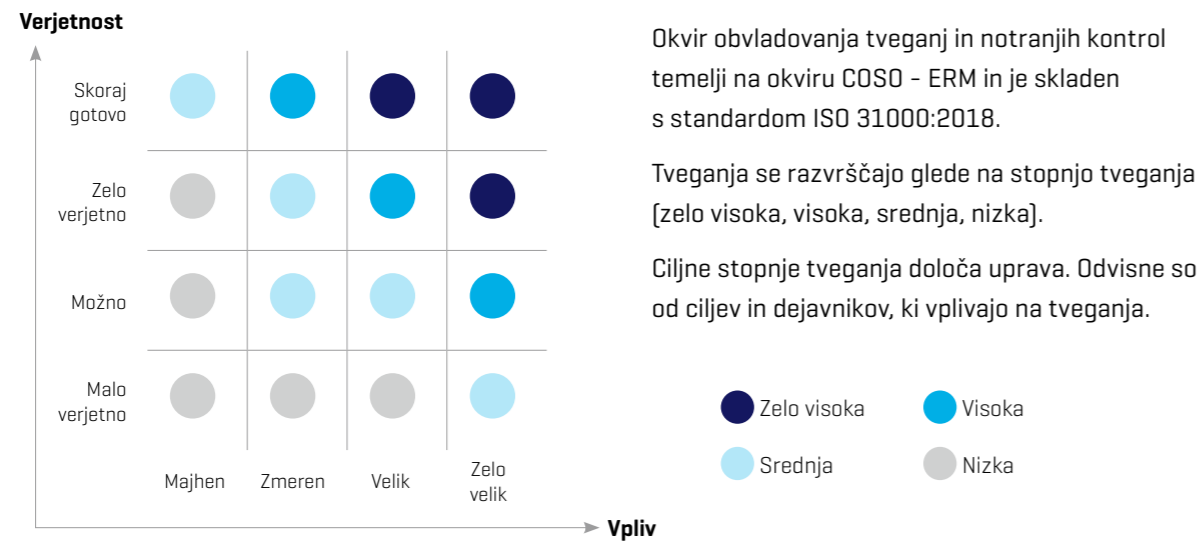 Verjetnost
Skoraj
gotovo
Zelo
verjetno
Možno
Malo
verjetno
Majhen
Zmeren
Velik
Zelo
velik
Vpliv
Okvir obvladovanja tveganj in notranjih kontrol
temelji na okviru COSO - ERM in je skladen
s standardom ISO 31000:2018.
Tveganja se razvrščajo glede na stopnjo tveganja
(zelo visoka, visoka, srednja, nizka).
Ciljne stopnje tveganja določa uprava. Odvisne so
od ciljev in dejavnikov, ki vplivajo na tveganja.
Zelo visoka
Visoka
Srednja
Nizka